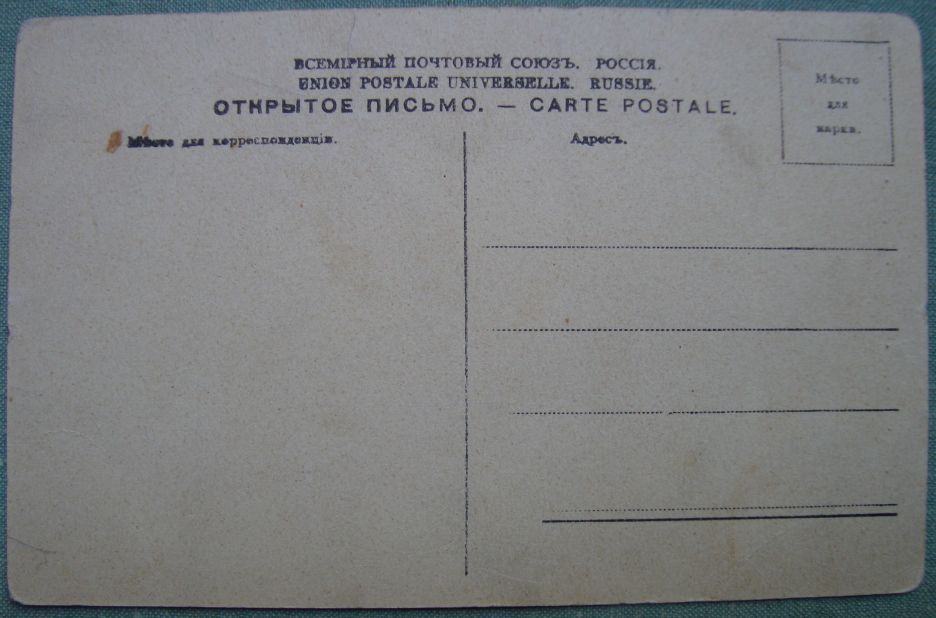 ВСЕМІРНЫЙ ПОЧТОВЫЙ СОЮЗЪ. РОССІЯ.
UNION POSTALE UNIVERSELLE. RUSSIE.
ОТКРЫТОЕ ПИСЬМО. — CARTE POSTALE.
Мѣсто для корреспонденціи.
Адресъ.
Мѣсто
для
марки.